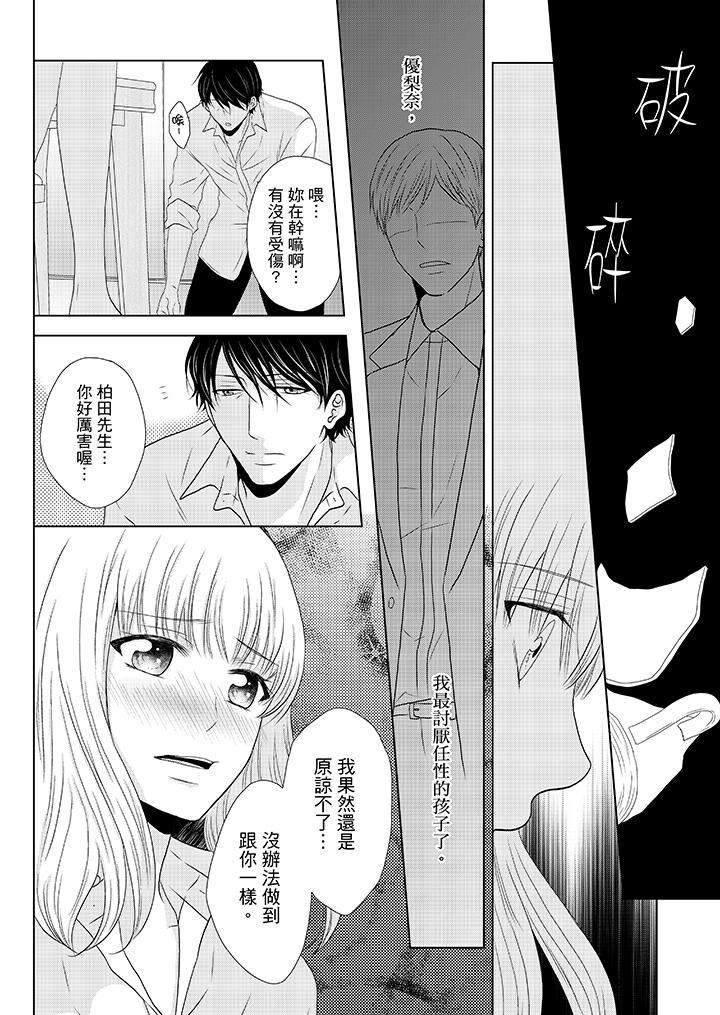 破
碎
優梨奈，
我最討厭任性的孩子了。
唉~
喂…
妳在幹嘛啊…
有沒有受傷？
柏田先生…
你好厲害喔…
我果然還是
原諒不了…
沒辦法做到
跟你一樣。